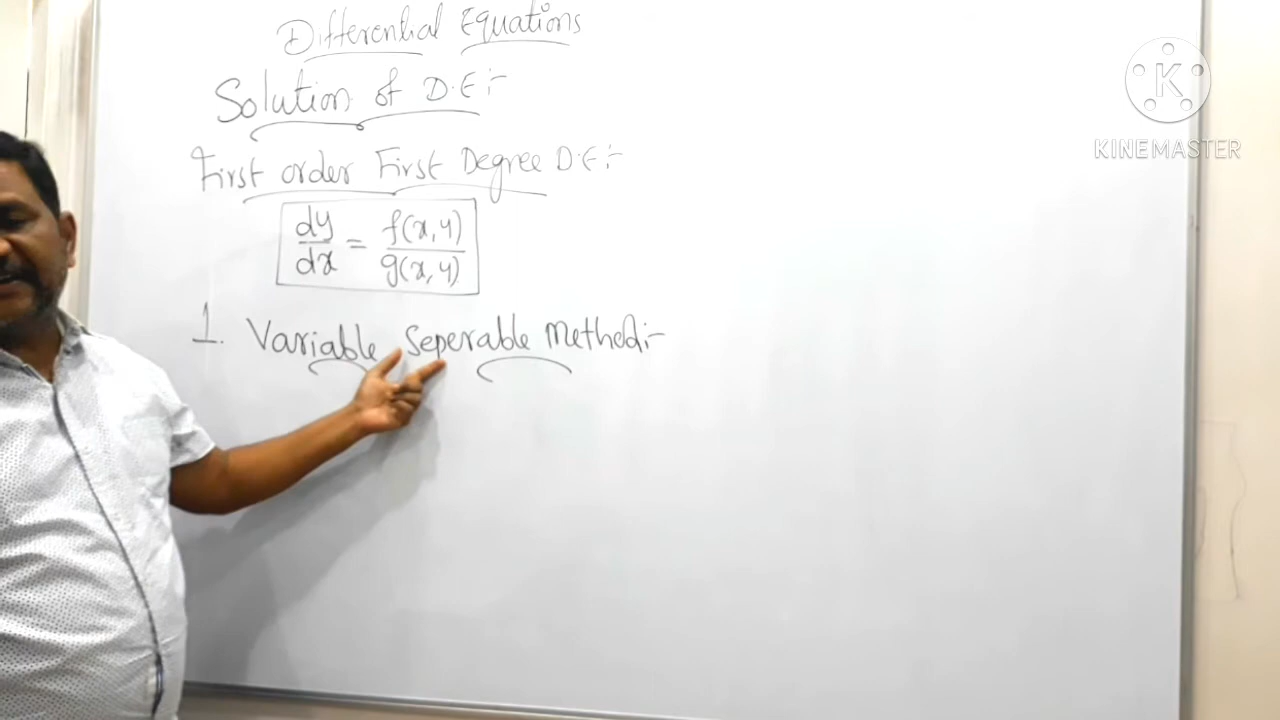 Differential Equations
Solution of D.E:-
First order First Degree D.E:-
dy/dx = f(x,y)/g(x,y)
1. Variable Seperable Method:-
K
KINEMASTER